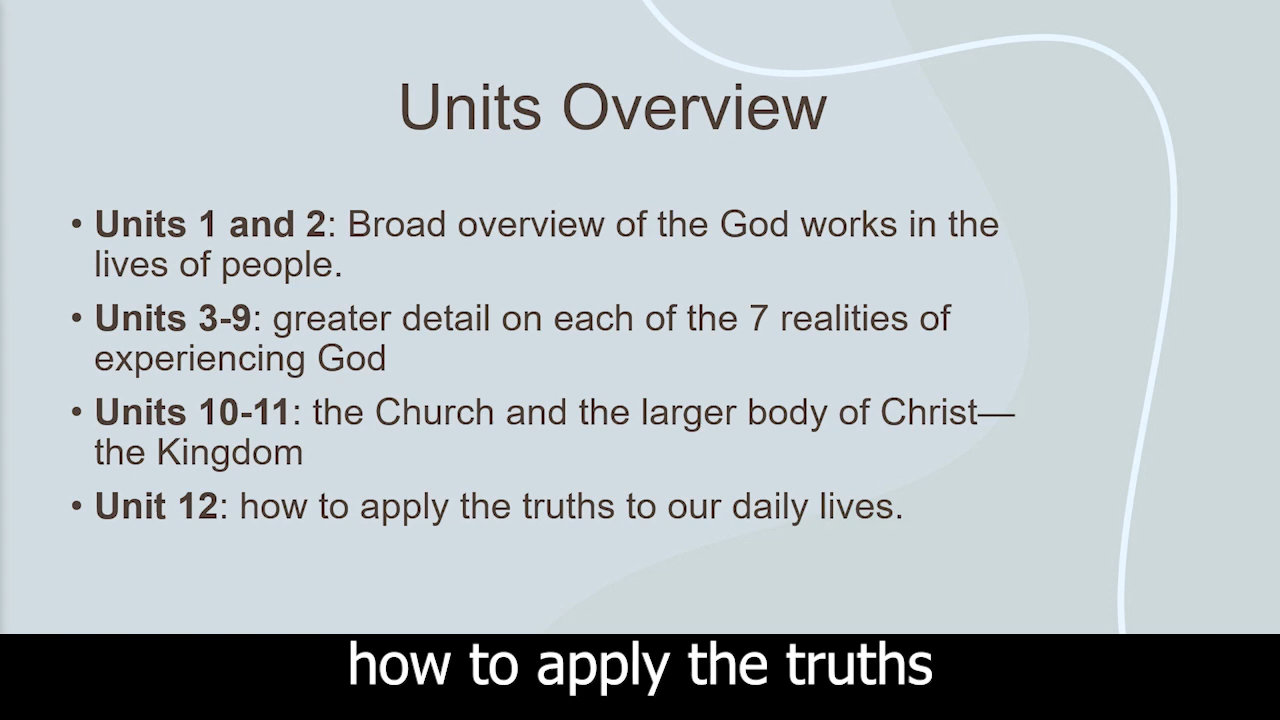 Units Overview
• Units 1 and 2: Broad overview of the God works in the
lives of people.
• Units 3-9: greater detail on each of the 7 realities of
experiencing God
• Units 10-11: the Church and the larger body of Christ—
the Kingdom
• Unit 12: how to apply the truths to our daily lives.
how to apply the truths